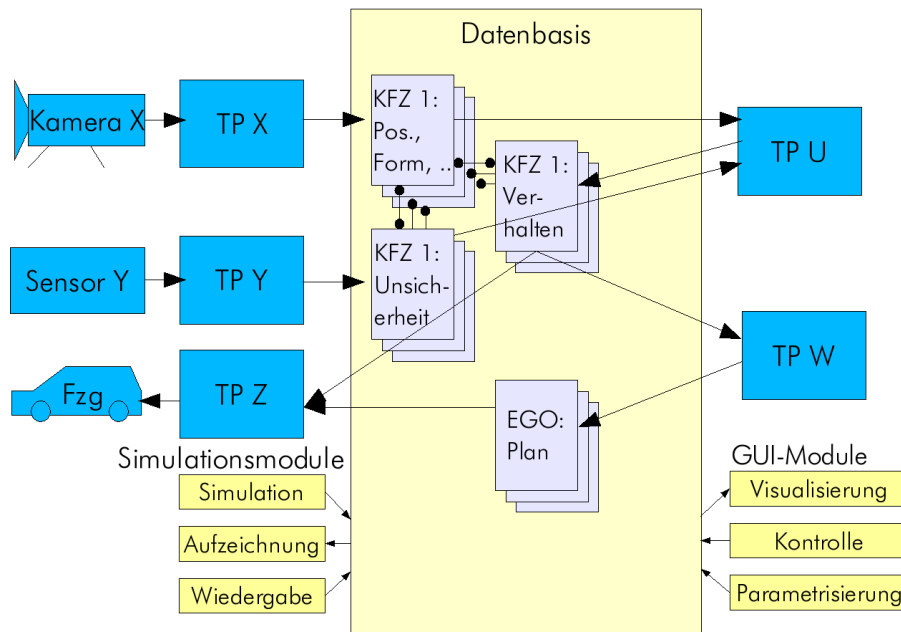 Datenbasis
Kamera X
TP X
KFZ 1:
Pos.,
Form, ..
KFZ 1:
Ver-
halten
TP U
Sensor Y
TP Y
KFZ 1:
Unsich-
erheit
TP W
Fzg
TP Z
EGO:
Plan
Simulationsmodule
Simulation
Aufzeichnung
Wiedergabe
GUI-Module
Visualisierung
Kontrolle
Parametrisierung